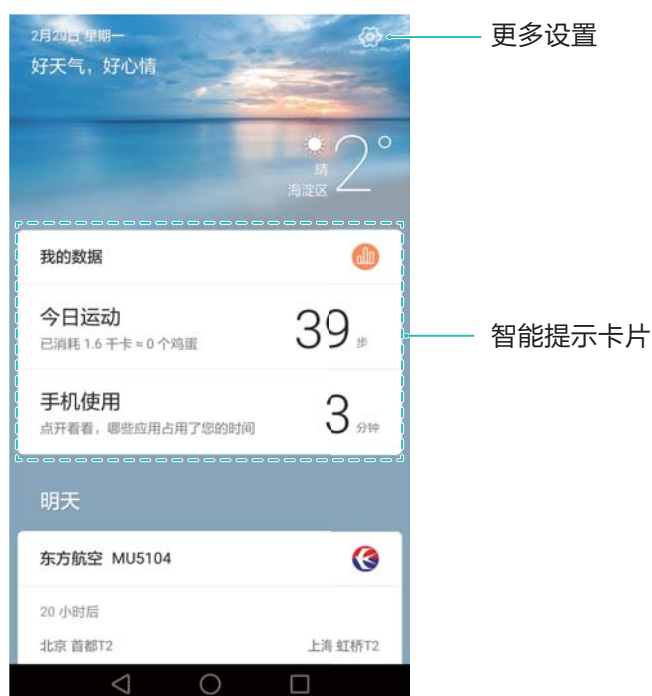 2月29日 星期一
更多设置
好天气，好心情
2°
晴
海淀区
我的数据
今日运动
39 步
已消耗 1.6 千卡 ≈ 0 个鸡蛋
智能提示卡片
手机使用
3 分钟
点开看看，哪些应用占用了您的时间
明天
东方航空 MU5104
20 小时后
北京 首都T2
上海 虹桥T2